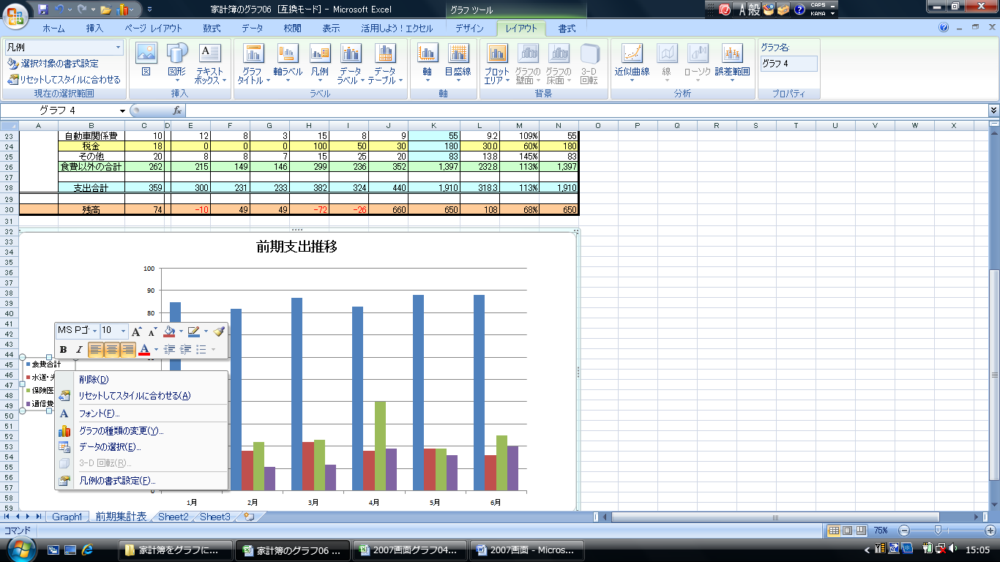 家計簿のグラフ06 [互換モード] - Microsoft Excel
グラフ ツール
A 般
CAPS
KANA
ホーム 挿入 ページ レイアウト 数式 データ 校閲 表示 活用しよう！エクセル デザイン レイアウト 書式
凡例
選択対象の書式設定
リセットしてスタイルに合わせる
現在の選択範囲
図 図形 テキスト ボックス
挿入
グラフ タイトル 軸ラベル 凡例 データ ラベル データ テーブル
ラベル
軸 目盛線
軸
プロット エリア グラフの 壁面 グラフの 床面 3-D 回転
背景
近似曲線 線 ローソク 誤差範囲
分析
グラフ名:
グラフ 4
プロパティ
グラフ 4
fx
A B C D E F G H I J K L M N O P Q R S T U V W X
23 自動車関係費 10 12 8 3 15 8 9 55 9.2 109% 55
24 税金 18 0 0 0 100 50 30 180 30.0 60% 180
25 その他 20 8 8 7 15 25 20 83 13.8 145% 83
26 食費以外の合計 262 215 149 146 299 236 352 1,397 232.8 113% 1,397
27
28 支出合計 359 300 231 233 382 324 440 1,910 318.3 113% 1,910
29
30 残高 74 -10 49 49 -72 -26 660 650 108 68% 650
31
32
33
34
35
36
37
38
39
40
41
42
43
44
45
46
47
48
49
50
51
52
53
54
55
56
57
58
59
前期支出推移
100
90
80
MS Pゴ 10 A A
B I A
食費合計
水道・
保険医
通信費
削除(D)
リセットしてスタイルに合わせる(A)
フォント(F)...
グラフの種類の変更(Y)...
データの選択(E)...
3-D 回転(R)...
凡例の書式設定(F)...
0
1月 2月 3月 4月 5月 6月
Graph1 前期集計表 Sheet2 Sheet3
コマンド
75%
家計簿をグラフに... 家計簿のグラフ06 ... 2007画面グラフ04... 2007画面 - Micros...
15:05